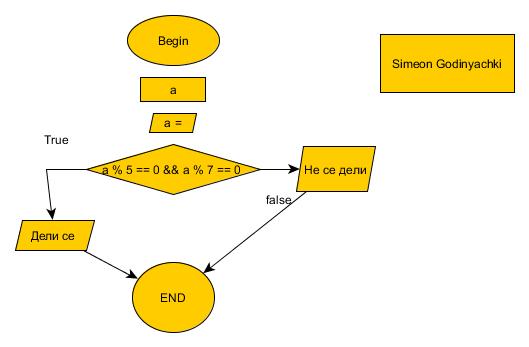 Begin
Simeon Godinyachki
a
a =
True
a % 5 == 0 && a % 7 == 0
Не се дели
false
Дели се
END